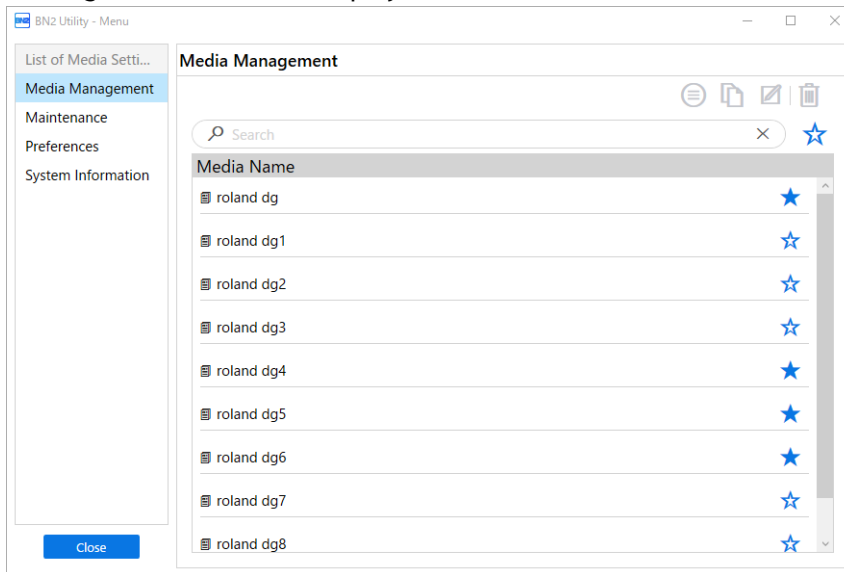 BN2 Utility - Menu
List of Media Setti...
Media Management
Maintenance
Preferences
System Information
Close
Media Management
Search
Media Name
roland dg
roland dg1
roland dg2
roland dg3
roland dg4
roland dg5
roland dg6
roland dg7
roland dg8